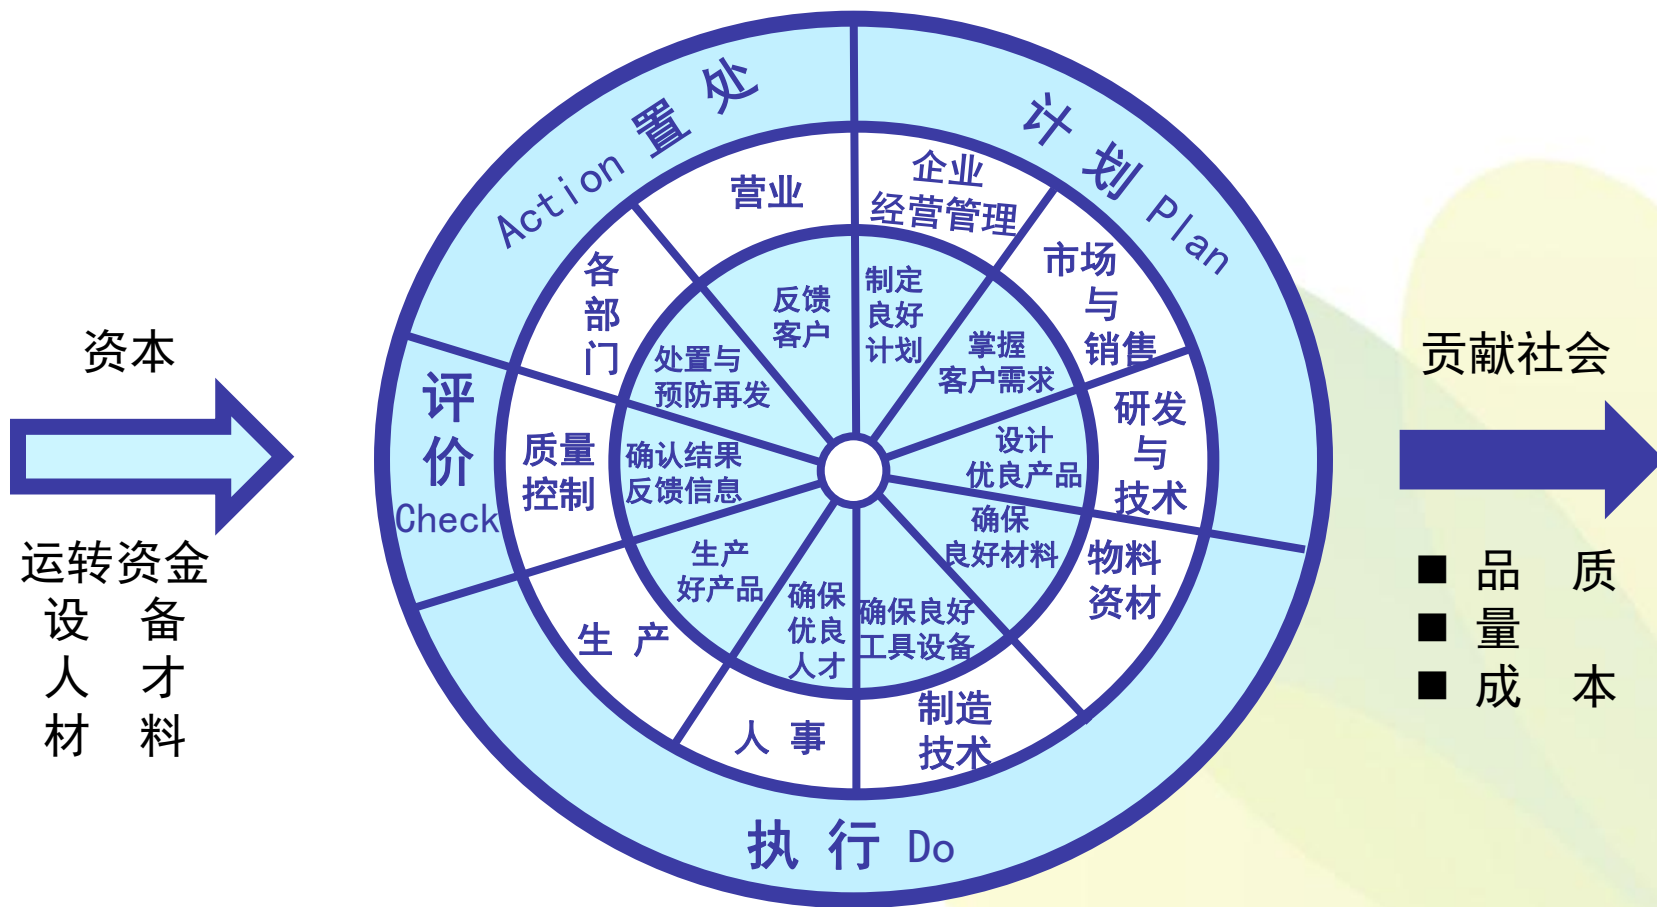 资本
运转资金
设 备
人 才
材 料
处 置 Action
计 划 Plan
执 行 Do
评
价
Check
企业
经营管理
市场
与
销售
研发
与
技术
物料
资材
制造
技术
人 事
生 产
质量
控制
各
部
门
营业
制定
良好
计划
掌握
客户需求
设计
优良产品
确保
良好材料
确保良好
工具设备
确保
优良
人才
生产
好产品
确认结果
反馈信息
处置与
预防再发
反馈
客户
贡献社会
■ 品 质
■ 量
■ 成 本